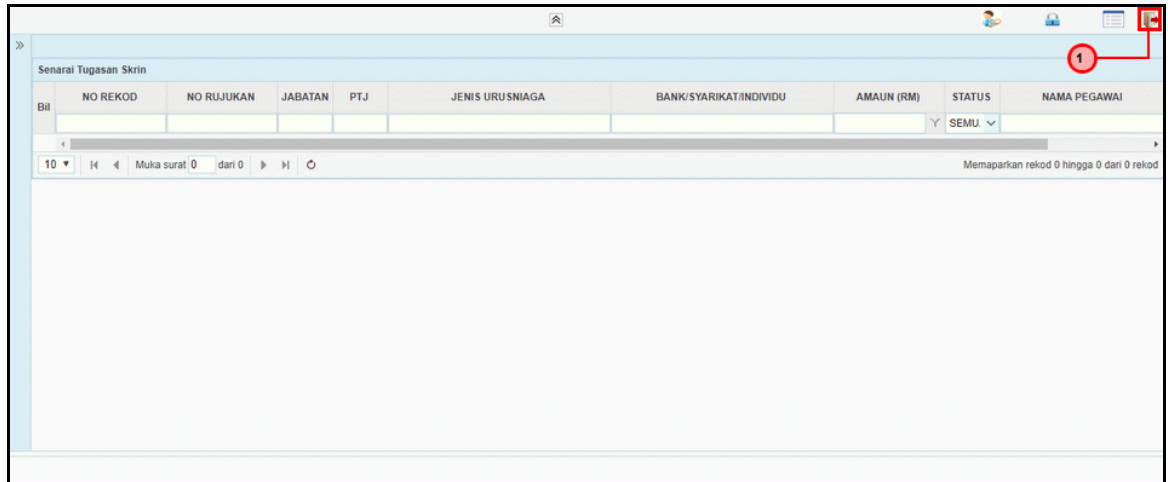 1
Senarai Tugasan Skrin
Bil NO REKOD NO RUJUKAN JABATAN PTJ JENIS URUSNIAGA BANK/SYARIKAT/INDIVIDU AMAUN (RM) STATUS NAMA PEGAWAI
SEMU.
10 Muka surat 0 dari 0 Memaparkan rekod 0 hingga 0 dari 0 rekod